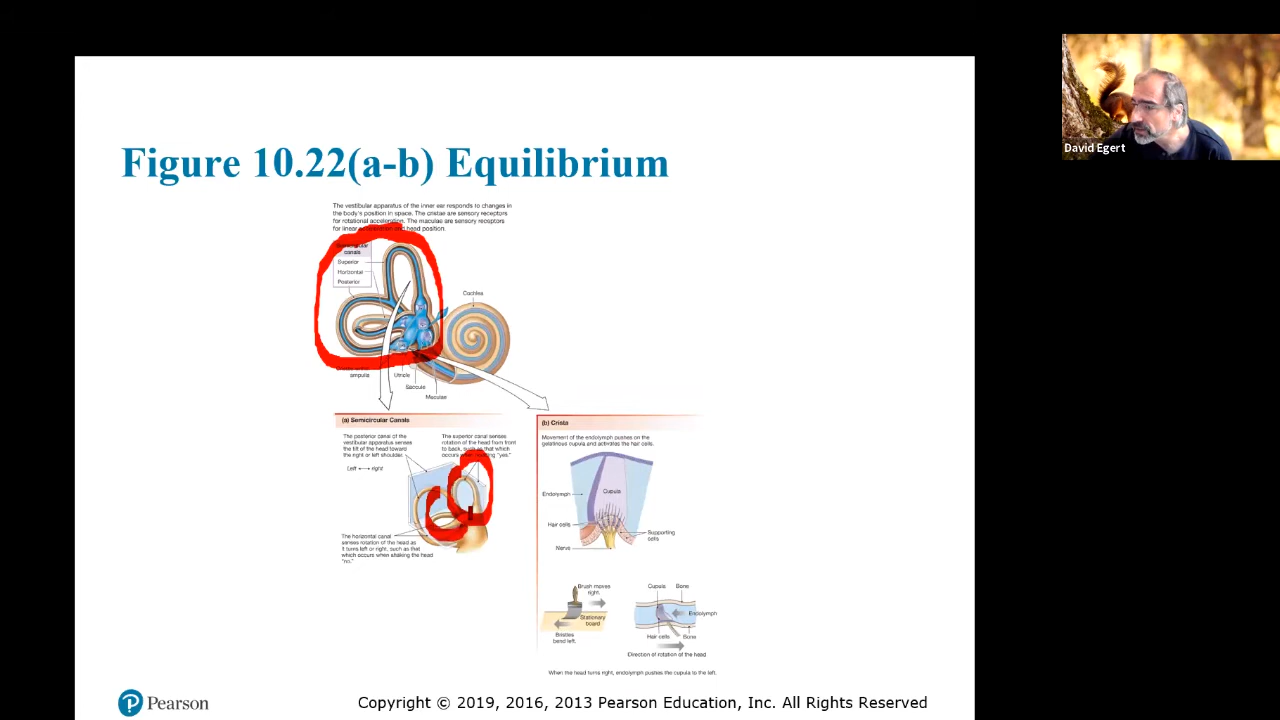 David Egert
Figure 10.22(a-b) Equilibrium
The vestibular apparatus of the inner ear responds to changes in
the body's position in space. The cristae are sensory receptors
for rotational acceleration. The maculae are sensory receptors
for linear acceleration and head position.
Semicircular
canals
Superior
Horizontal
Posterior
Cochlea
ampulla
Utricle
Saccule
Maculae
(a) Semicircular Canals
The posterior canal of the
vestibular apparatus senses
the tilt of the head toward
the right or left shoulder.
The superior canal senses
rotation of the head from front
to back, such as that which
occurs when nodding "yes."
Left ↔ right
The horizontal canal
senses rotation of the head as
it turns left or right, such as that
which occurs when shaking the head
"no."
(b) Crista
Movement of the endolymph pushes on the
gelatinous cupula and activates the hair cells.
Endolymph
Cupula
Hair cells
Supporting
cells
Nerve
Brush moves
right.
Stationary
board
Bristles
bend left.
Cupula
Bone
Endolymph
Hair cells
Bone
Direction of rotation of the head
When the head turns right, endolymph pushes the cupula to the left.
P Pearson
Copyright © 2019, 2016, 2013 Pearson Education, Inc. All Rights Reserved